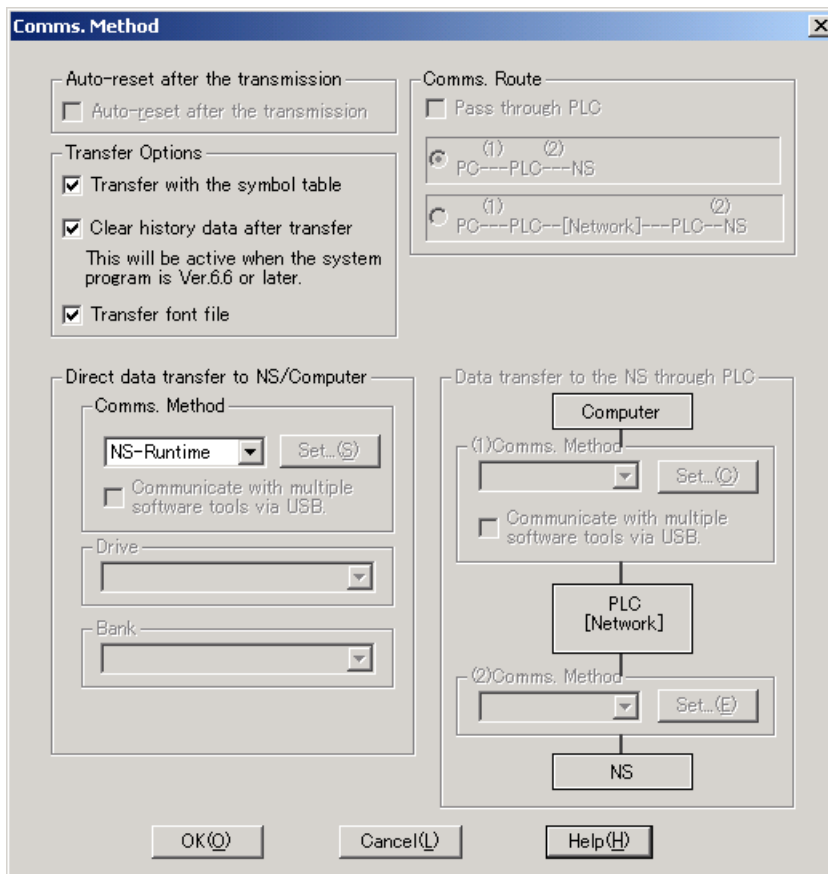 Comms. Method
Auto-reset after the transmission
Auto-reset after the transmission
Transfer Options
Transfer with the symbol table
Clear history data after transfer
This will be active when the system
program is Ver.6.6 or later.
Transfer font file
Comms. Route
Pass through PLC
(1) (2)
PC---PLC---NS
(1) (2)
PC---PLC--[Network]---PLC--NS
Direct data transfer to NS/Computer
Comms. Method
NS-Runtime
Set...(S)
Communicate with multiple
software tools via USB.
Drive
Bank
Data transfer to the NS through PLC
Computer
(1)Comms. Method
Set...(C)
Communicate with multiple
software tools via USB.
PLC
[Network]
(2)Comms. Method
Set...(E)
NS
OK(O)
Cancel(L)
Help(H)